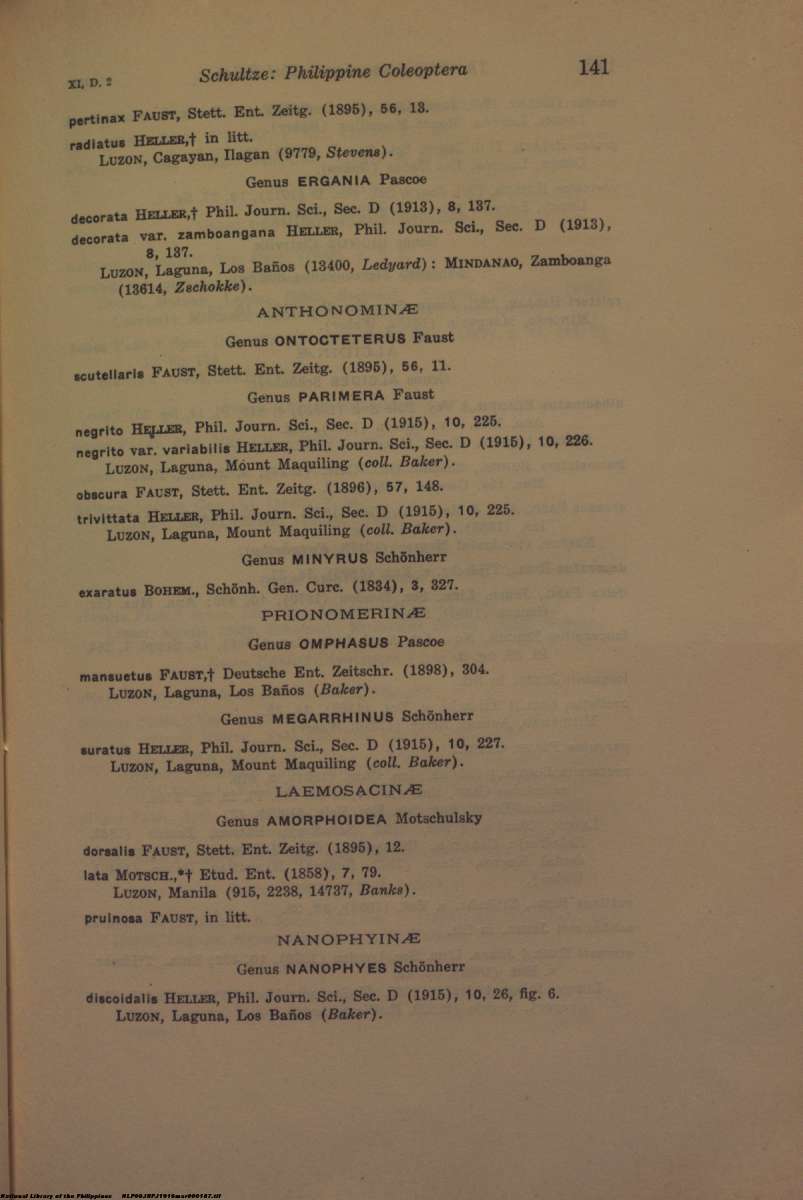 XI, D. 2 Schultze: Philippine Coleoptera 141
pertinax FAUST, Stett. Ent. Zeitg. (1895), 56, 13.
radiatus HELLER,† in litt.
LUZON, Cagayan, Ilagan (9779, Stevens).
Genus ERGANIA Pascoe
decorata HELLER,† Phil. Journ. Sci., Sec. D (1913), 8, 137.
decorata var. zamboangana HELLER, Phil. Journ. Sci., Sec. D (1913),
8, 137.
LUZON, Laguna, Los Baños (13400, Ledyard): MINDANAO, Zamboanga
(13614, Zschokke).
ANTHONOMINÆ
Genus ONTOCTETERUS Faust
scutellaris FAUST, Stett. Ent. Zeitg. (1895), 56, 11.
Genus PARIMERA Faust
negrito HELLER, Phil. Journ. Sci., Sec. D (1915), 10, 225.
negrito var. variabilis HELLER, Phil. Journ. Sci., Sec. D (1915), 10, 226.
LUZON, Laguna, Mount Maquiling (coll. Baker).
obscura FAUST, Stett. Ent. Zeitg. (1896), 57, 148.
trivittata HELLER, Phil. Journ. Sci., Sec. D (1915), 10, 225.
LUZON, Laguna, Mount Maquiling (coll. Baker).
Genus MINYRUS Schönherr
exaratus BOHEM., Schönh. Gen. Curc. (1834), 3, 327.
PRIONOMERINÆ
Genus OMPHASUS Pascoe
mansuetus FAUST,† Deutsche Ent. Zeitschr. (1898), 304.
LUZON, Laguna, Los Baños (Baker).
Genus MEGARRHINUS Schönherr
suratus HELLER, Phil. Journ. Sci., Sec. D (1915), 10, 227.
LUZON, Laguna, Mount Maquiling (coll. Baker).
LAEMOSACINÆ
Genus AMORPHOIDEA Motschulsky
dorsalis FAUST, Stett. Ent. Zeitg. (1895), 12.
lata MOTSCH.,*† Etud. Ent. (1858), 7, 79.
LUZON, Manila (915, 2238, 14737, Banks).
pruinosa FAUST, in litt.
NANOPHYINÆ
Genus NANOPHYES Schönherr
discoidalis HELLER, Phil. Journ. Sci., Sec. D (1915), 10, 26, fig. 6.
LUZON, Laguna, Los Baños (Baker).
National Library of the Philippines